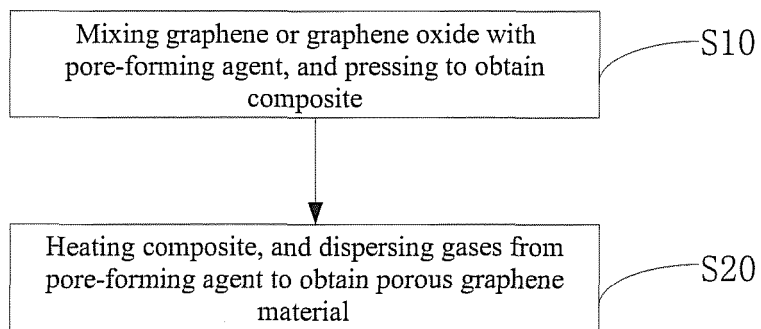 Mixing graphene or graphene oxide with
pore-forming agent, and pressing to obtain
composite
S10
Heating composite, and dispersing gases from
pore-forming agent to obtain porous graphene
material
S20